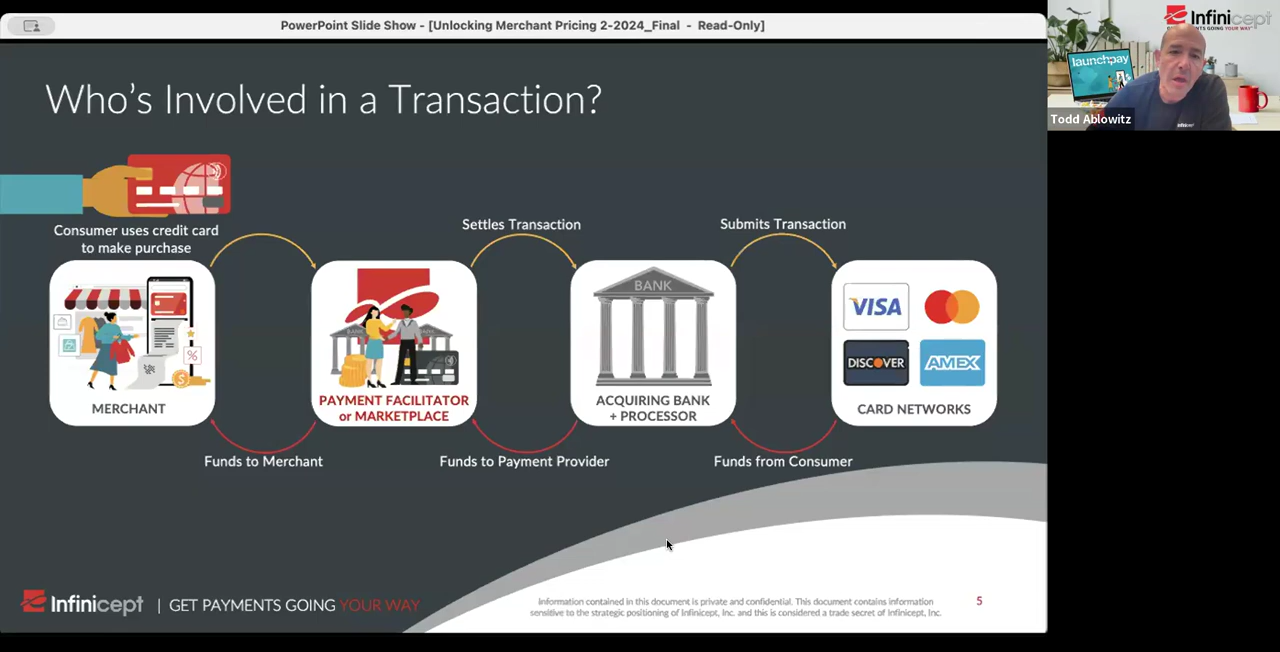 PowerPoint Slide Show - [Unlocking Merchant Pricing 2-2024_Final - Read-Only]
Infinicept
YOUR WAY
launchpay
Todd Ablowitz
Who's Involved in a Transaction?
Consumer uses credit card
to make purchase
Settles Transaction
Submits Transaction
BANK
VISA
DISCOVER
AMEX
%
$
MERCHANT
PAYMENT FACILITATOR
or MARKETPLACE
ACQUIRING BANK
+ PROCESSOR
CARD NETWORKS
Funds to Merchant
Funds to Payment Provider
Funds from Consumer
Infinicept | GET PAYMENTS GOING YOUR WAY
Information contained in this document is private and confidential. This document contains information
sensitive to the strategic positioning of Infinicept, Inc. and this is considered a trade secret of Infinicept, Inc.
5